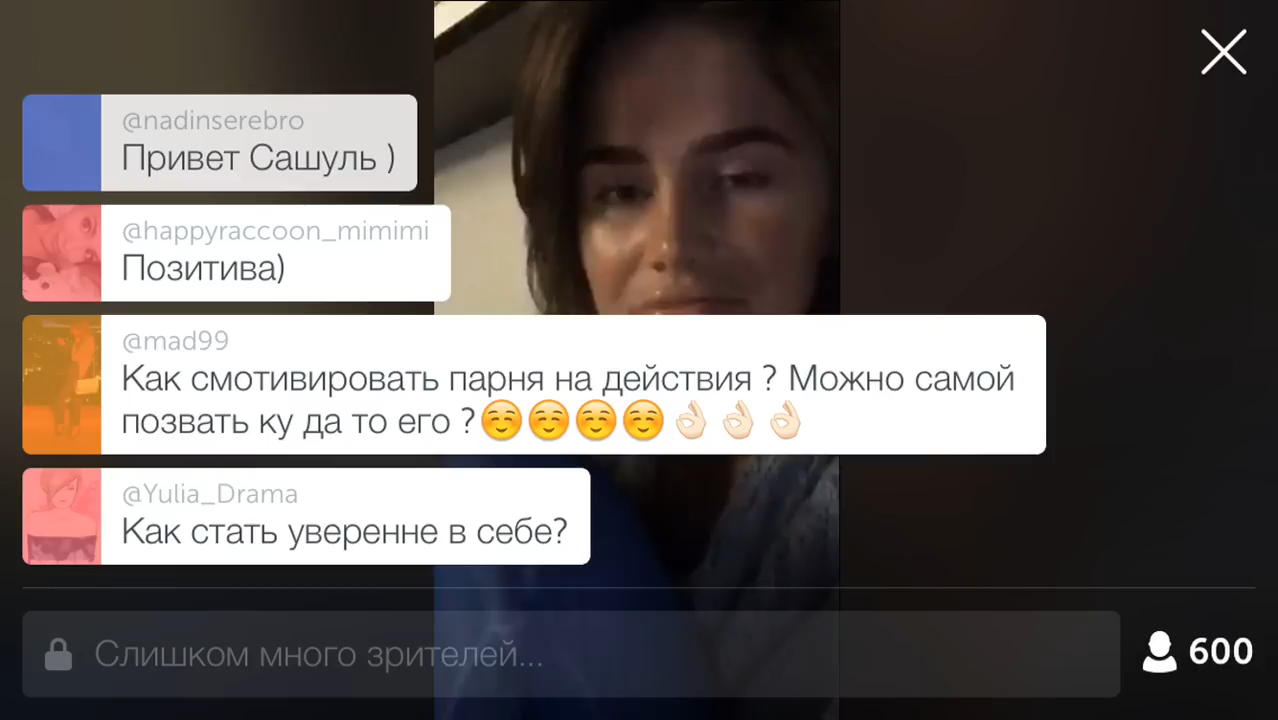 @nadinserebro
Привет Сашуль )
@happyraccoon_mimimi
Позитива)
@mad99
Как смотивировать парня на действия ? Можно самой
позвать ку да то его ?☺️☺️☺️☺️👌🏻👌🏻👌🏻
@Yulia_Drama
Как стать уверенне в себе?
Слишком много зрителей...
600